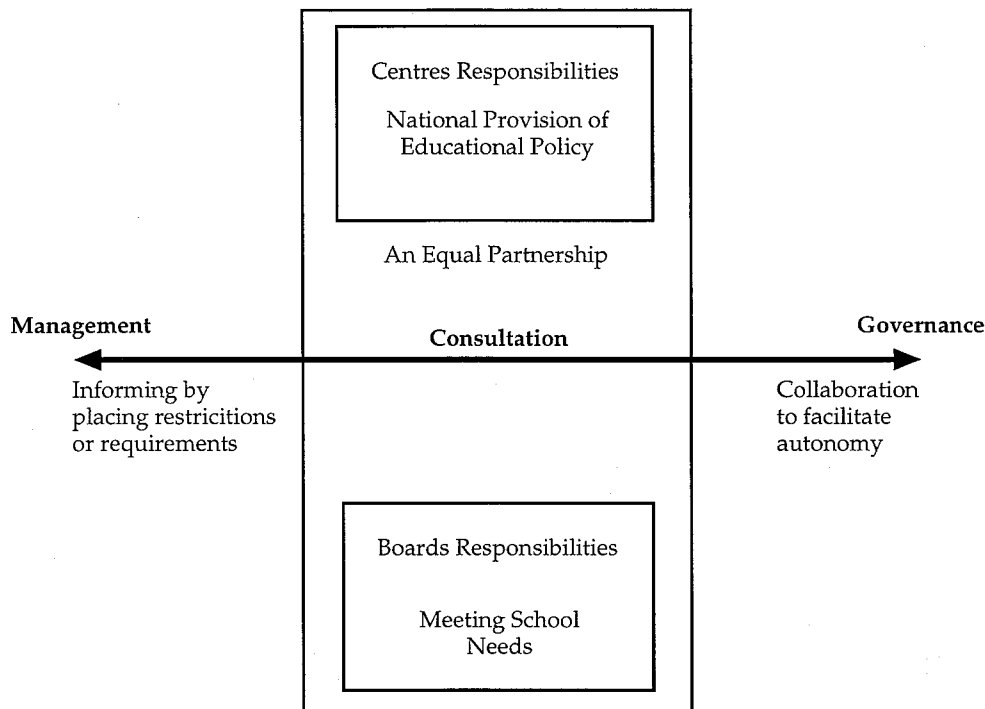 Centres Responsibilities
National Provision of
Educational Policy
An Equal Partnership
Management
Consultation
Governance
Informing by
placing restricitions
or requirements
Collaboration
to facilitate
autonomy
Boards Responsibilities
Meeting School
Needs